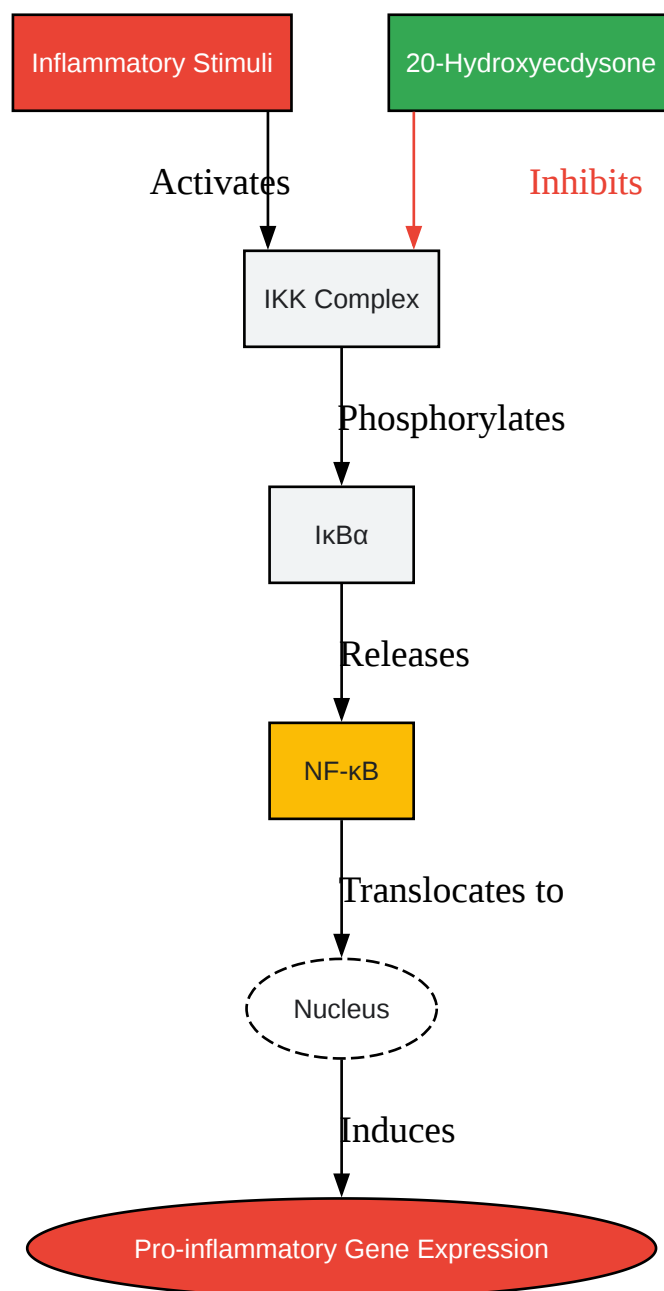 Inflammatory Stimuli
20-Hydroxyecdysone
Activates
Inhibits
IKK Complex
Phosphorylates
IκBα
Releases
NF-κB
Translocates to
Nucleus
Induces
Pro-inflammatory Gene Expression